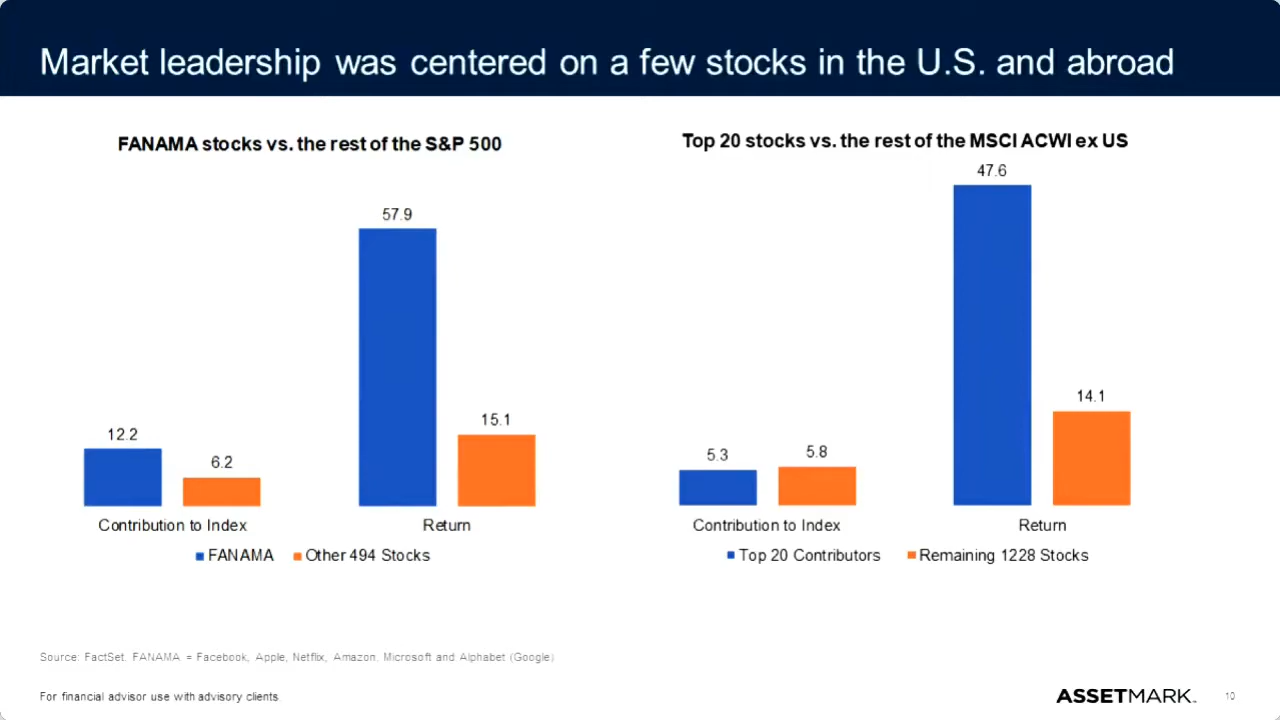 Market leadership was centered on a few stocks in the U.S. and abroad
FANAMA stocks vs. the rest of the S&P 500
57.9
15.1
12.2
6.2
Contribution to Index
Return
FANAMA
Other 494 Stocks
Top 20 stocks vs. the rest of the MSCI ACWI ex US
47.6
14.1
5.3
5.8
Contribution to Index
Return
Top 20 Contributors
Remaining 1228 Stocks
Source: FactSet. FANAMA = Facebook, Apple, Netflix, Amazon, Microsoft and Alphabet (Google)
For financial advisor use with advisory clients.
ASSETMARK
10